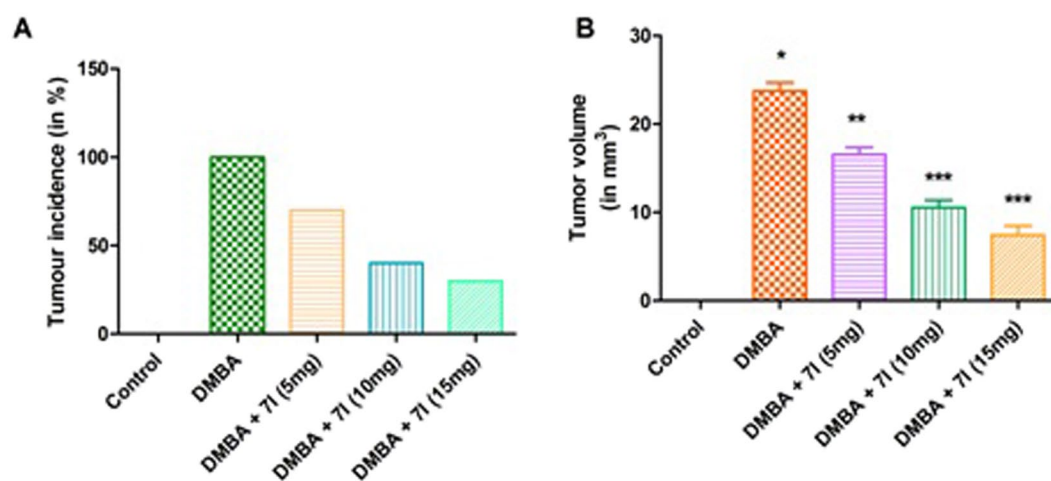 A
Tumour incidence (in %)
150
100
50
0
Control
DMBA
DMBA + 7l (5mg)
DMBA + 7l (10mg)
DMBA + 7l (15mg)
B
Tumor volume
(in mm³)
30
20
10
0
*
**
***
***
Control
DMBA
DMBA + 7l (5mg)
DMBA + 7l (10mg)
DMBA + 7l (15mg)